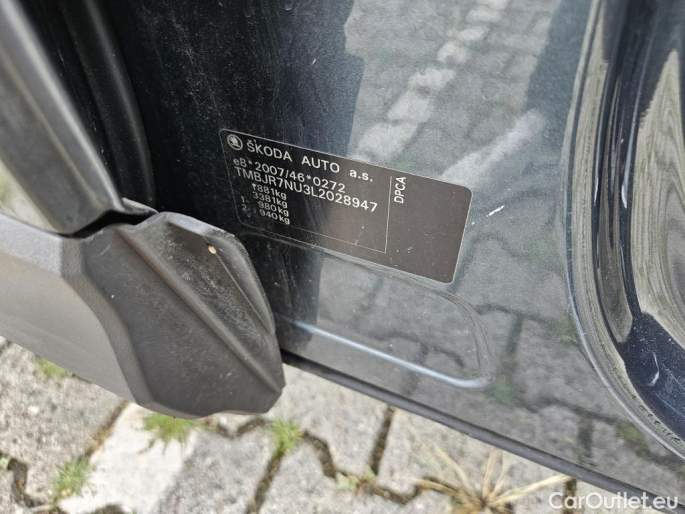 ŠKODA AUTO a.s.
e8*2007/46*0272
TMBJR7NU3L2028947
1881kg
3381kg
1. 980kg
2. 940kg
DPCA
CarOutlet.eu